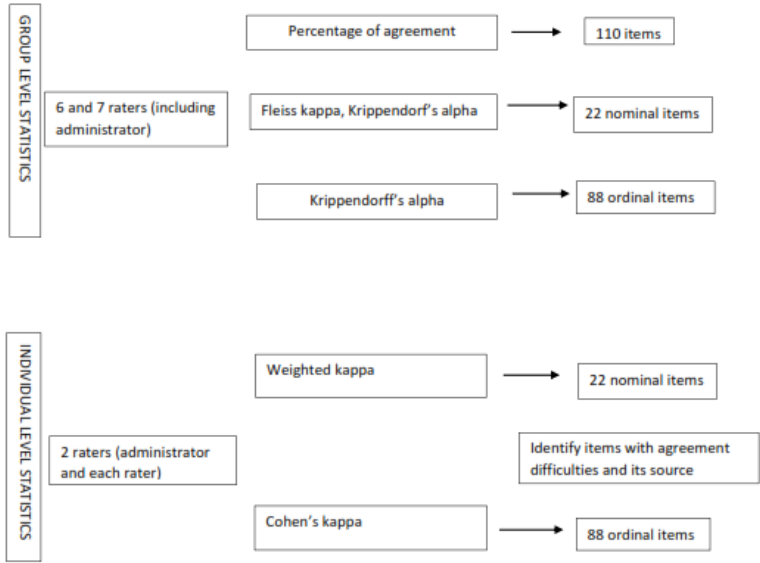 GROUP LEVEL STATISTICS
Percentage of agreement
110 items
6 and 7 raters (including
administrator)
Fleiss kappa, Krippendorf's alpha
22 nominal items
Krippendorff's alpha
88 ordinal items
INDIVIDUAL LEVEL STATISTICS
Weighted kappa
22 nominal items
2 raters (administrator
and each rater)
Identify items with agreement
difficulties and its source
Cohen's kappa
88 ordinal items